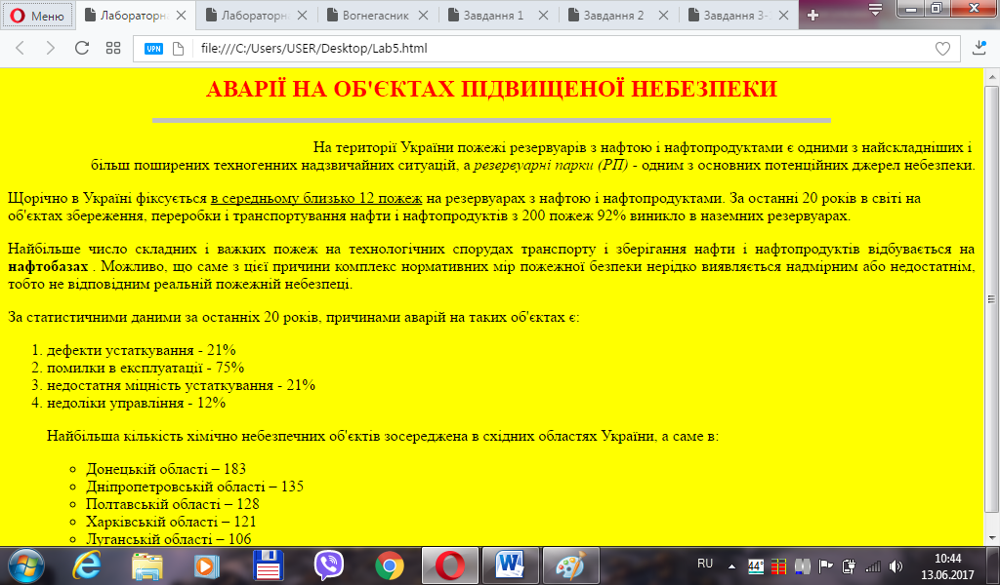 Меню
Лабораторн
Лабораторн
Вогнегасник
Завдання 1
Завдання 2
Завдання 3-
VPN
file:///C:/Users/USER/Desktop/Lab5.html
АВАРІЇ НА ОБ'ЄКТАХ ПІДВИЩЕНОЇ НЕБЕЗПЕКИ
На території України пожежі резервуарів з нафтою і нафтопродуктами є одними з найскладніших і
більш поширених техногенних надзвичайних ситуацій, а резервуарні парки (РП) - одним з основних потенційних джерел небезпеки.
Щорічно в Україні фіксується в середньому близько 12 пожеж на резервуарах з нафтою і нафтопродуктами. За останні 20 років в світі на
об'єктах збереження, переробки і транспортування нафти і нафтопродуктів з 200 пожеж 92% виникло в наземних резервуарах.
Найбільше число складних і важких пожеж на технологічних спорудах транспорту і зберігання нафти і нафтопродуктів відбувається на
нафтобазах . Можливо, що саме з цієї причини комплекс нормативних мір пожежної безпеки нерідко виявляється надмірним або недостатнім,
тобто не відповідним реальній пожежній небезпеці.
За статистичними даними за останніх 20 років, причинами аварій на таких об'єктах є:
1. дефекти устаткування - 21%
2. помилки в експлуатації - 75%
3. недостатня міцність устаткування - 21%
4. недоліки управління - 12%
Найбільша кількість хімічно небезпечних об'єктів зосереджена в східних областях України, а саме в:
Донецькій області – 183
Дніпропетровській області – 135
Полтавській області – 128
Харківській області – 121
Луганській області – 106
RU
44°
10:44
13.06.2017